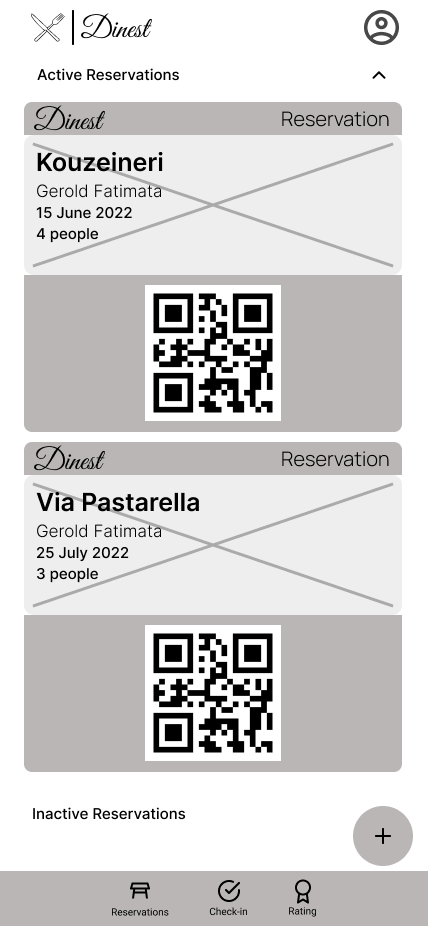 Dinest
Active Reservations
Dinest Reservation
Kouzeineri
Gerold Fatimata
15 June 2022
4 people
Dinest Reservation
Via Pastarella
Gerold Fatimata
25 July 2022
3 people
Inactive Reservations
+
Reservations Check-in Rating